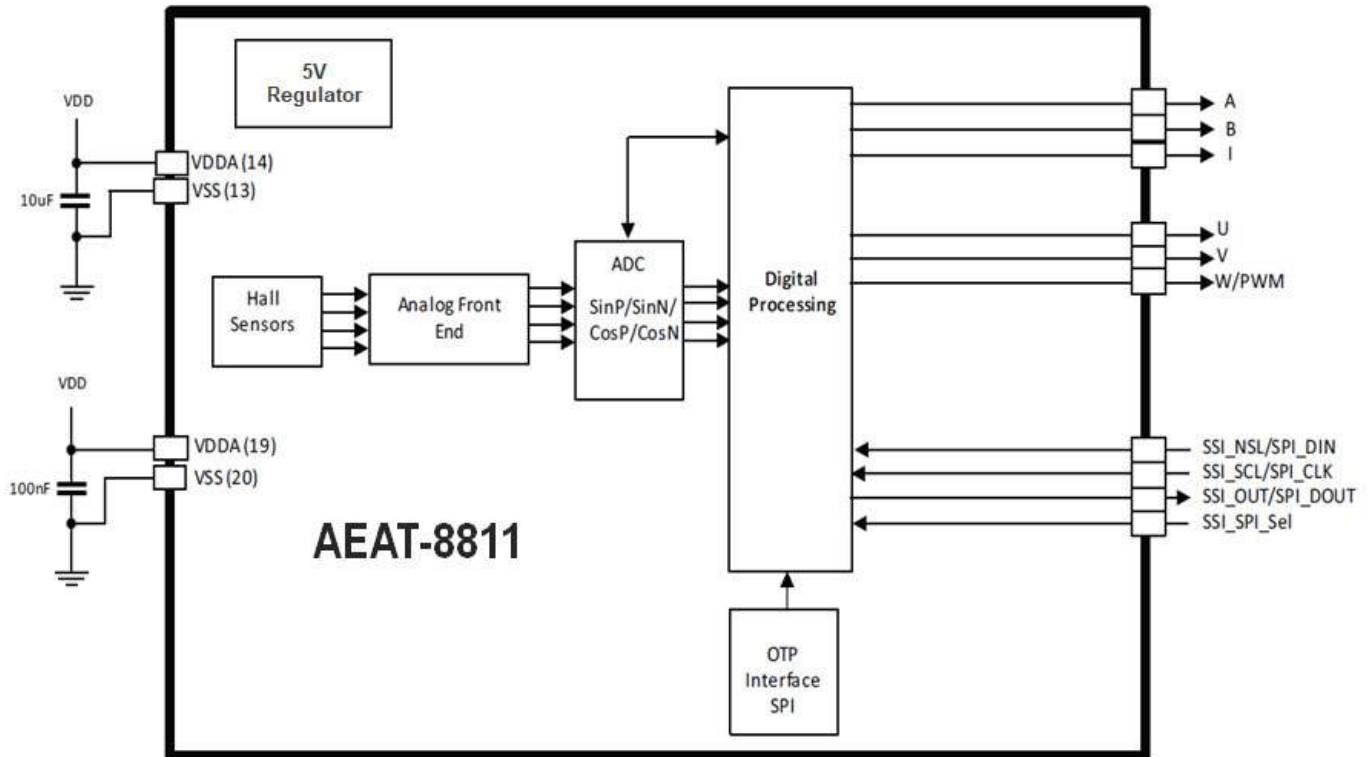 5V
Regulator
VDD
VDDA (14)
VSS (13)
10uF
Hall
Sensors
Analog Front
End
ADC
SinP/SinN/
CosP/CosN
Digital
Processing
A
B
I
U
V
W/PWM
VDD
VDDA (19)
VSS (20)
100nF
AEAT-8811
SSI_NSL/SPI_DIN
SSI_SCL/SPI_CLK
SSI_OUT/SPI_DOUT
SSI_SPI_Sel
OTP
Interface
SPI